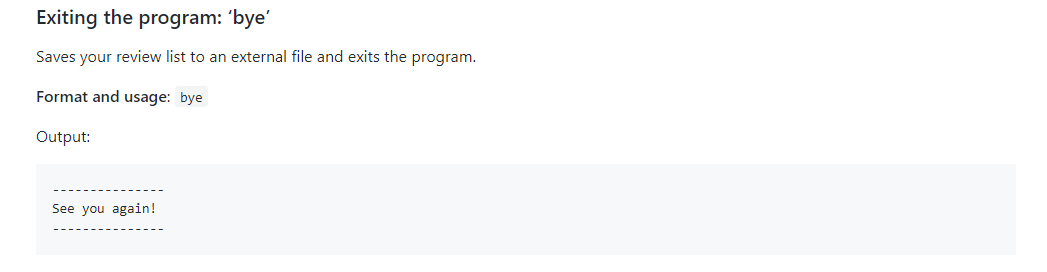 Exiting the program: ‘bye’
Saves your review list to an external file and exits the program.
Format and usage: bye
Output:
---------------
See you again!
---------------